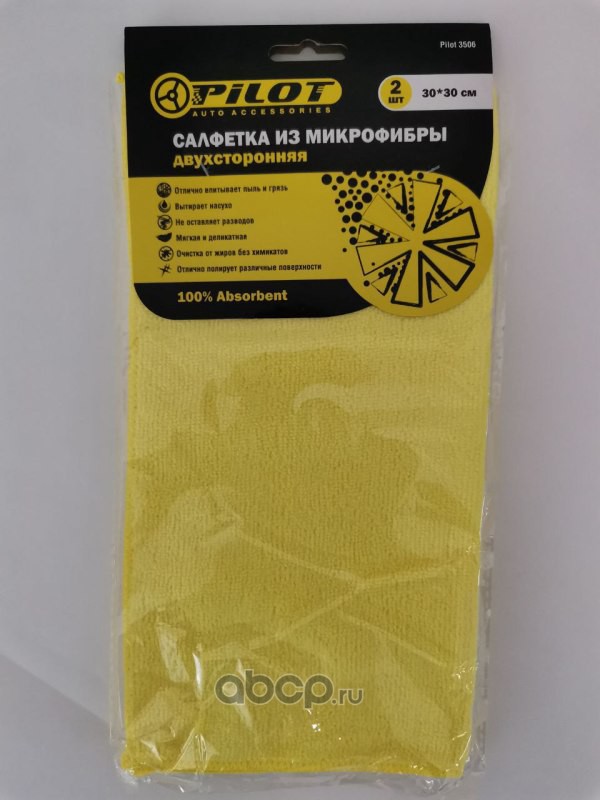 Pilot 3506
PiLOT
AUTO ACCESSORIES
2
шт
30*30 см
САЛФЕТКА ИЗ МИКРОФИБРЫ
двухсторонняя
Отлично впитывает пыль и грязь
Вытирает насухо
Не оставляет разводов
Мягкая и деликатная
Очистка от жиров без химикатов
Отлично полирует различные поверхности
100% Absorbent
abcp.ru